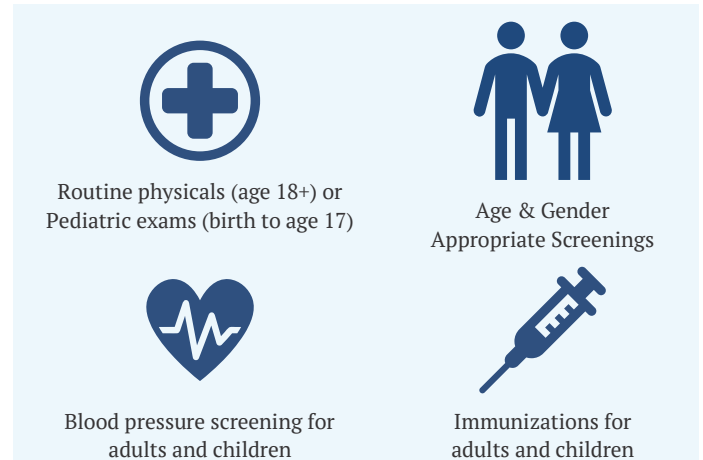 Routine physicals (age 18+) or
Pediatric exams (birth to age 17)
Age & Gender
Appropriate Screenings
Blood pressure screening for
adults and children
Immunizations for
adults and children